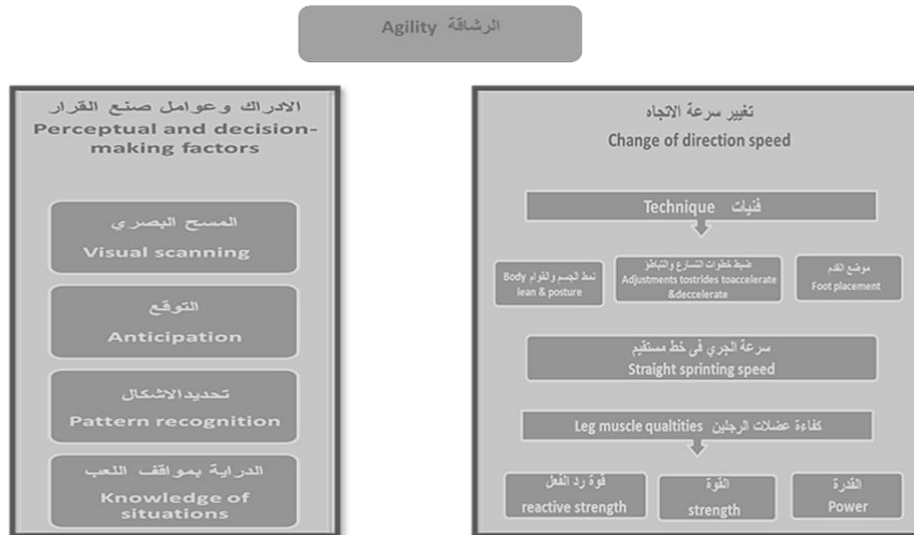 الرشاقة Agility
الادراك وعوامل صنع القرار
Perceptual and decision-
making factors
المسح البصري
Visual scanning
التوقع
Anticipation
تحديدالاشكال
Pattern recognition
الدراية بمواقف اللعب
Knowledge of
situations
تغيير سرعة الاتجاه
Change of direction speed
فنيات Technique
نمط الجسم والقوام Body
lean & posture
ضبط خطوات التسارع والتباطؤ
Adjustments tostrides toaccelerate
&deccelerate
موضع القدم
Foot placement
سرعة الجري فى خط مستقيم
Straight sprinting speed
كفاءة عضلات الرجلين Leg muscle qualtities
قوة رد الفعل
reactive strength
القوة
strength
القدرة
Power